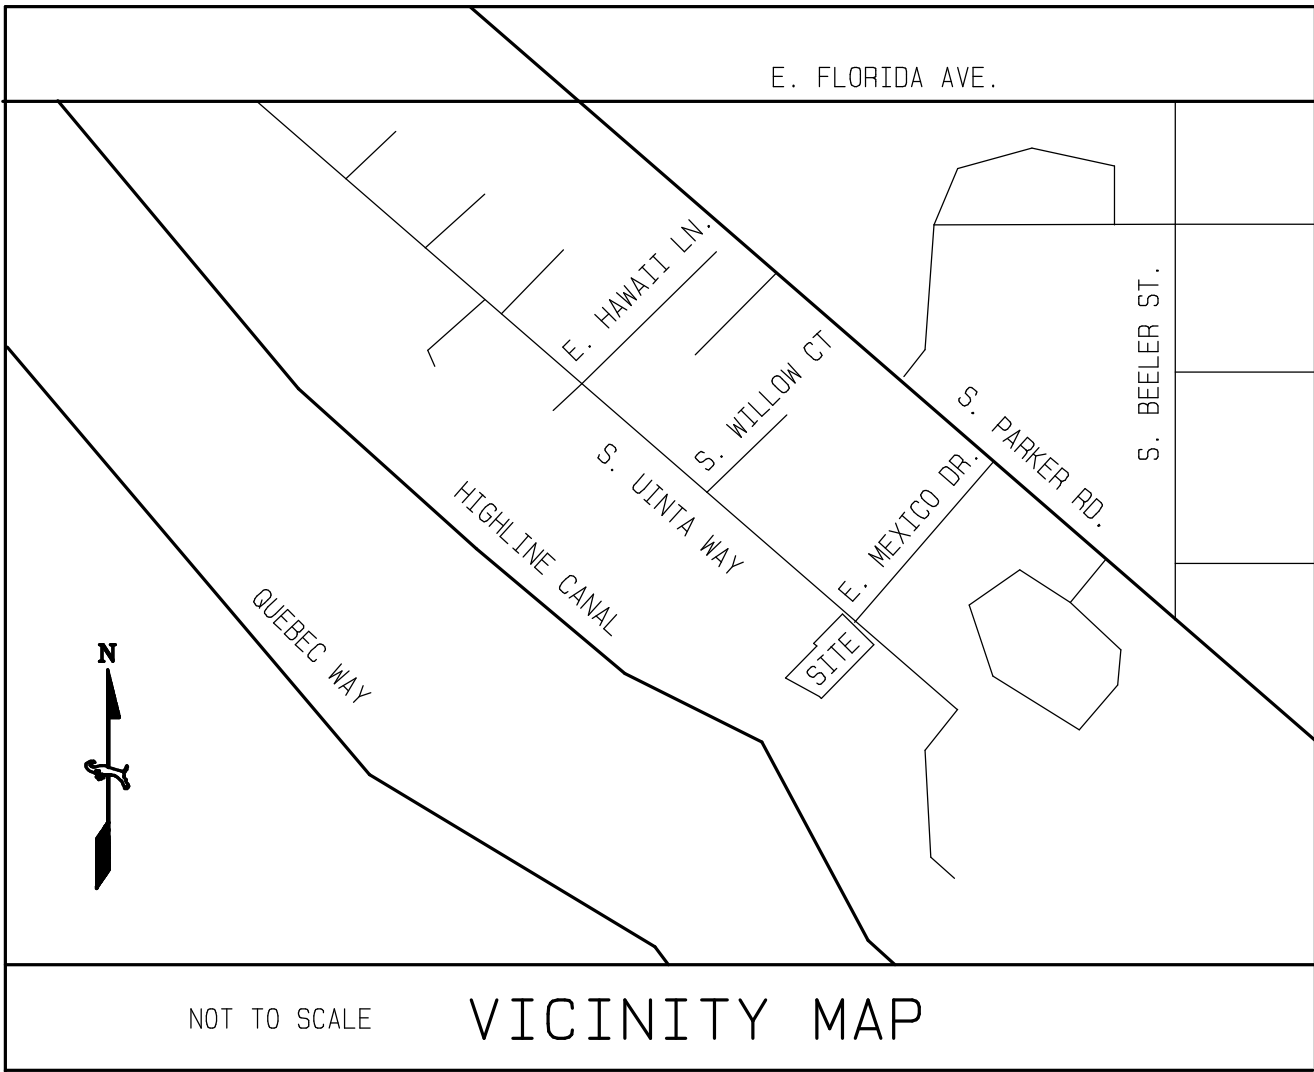 E. FLORIDA AVE.
E. HAWAII LN.
S. WILLOW CT
S. BEELER ST.
S. PARKER RD.
S. UINTA WAY
E. MEXICO DR.
HIGHLINE CANAL
QUEBEC WAY
SITE
N
NOT TO SCALE
VICINITY MAP